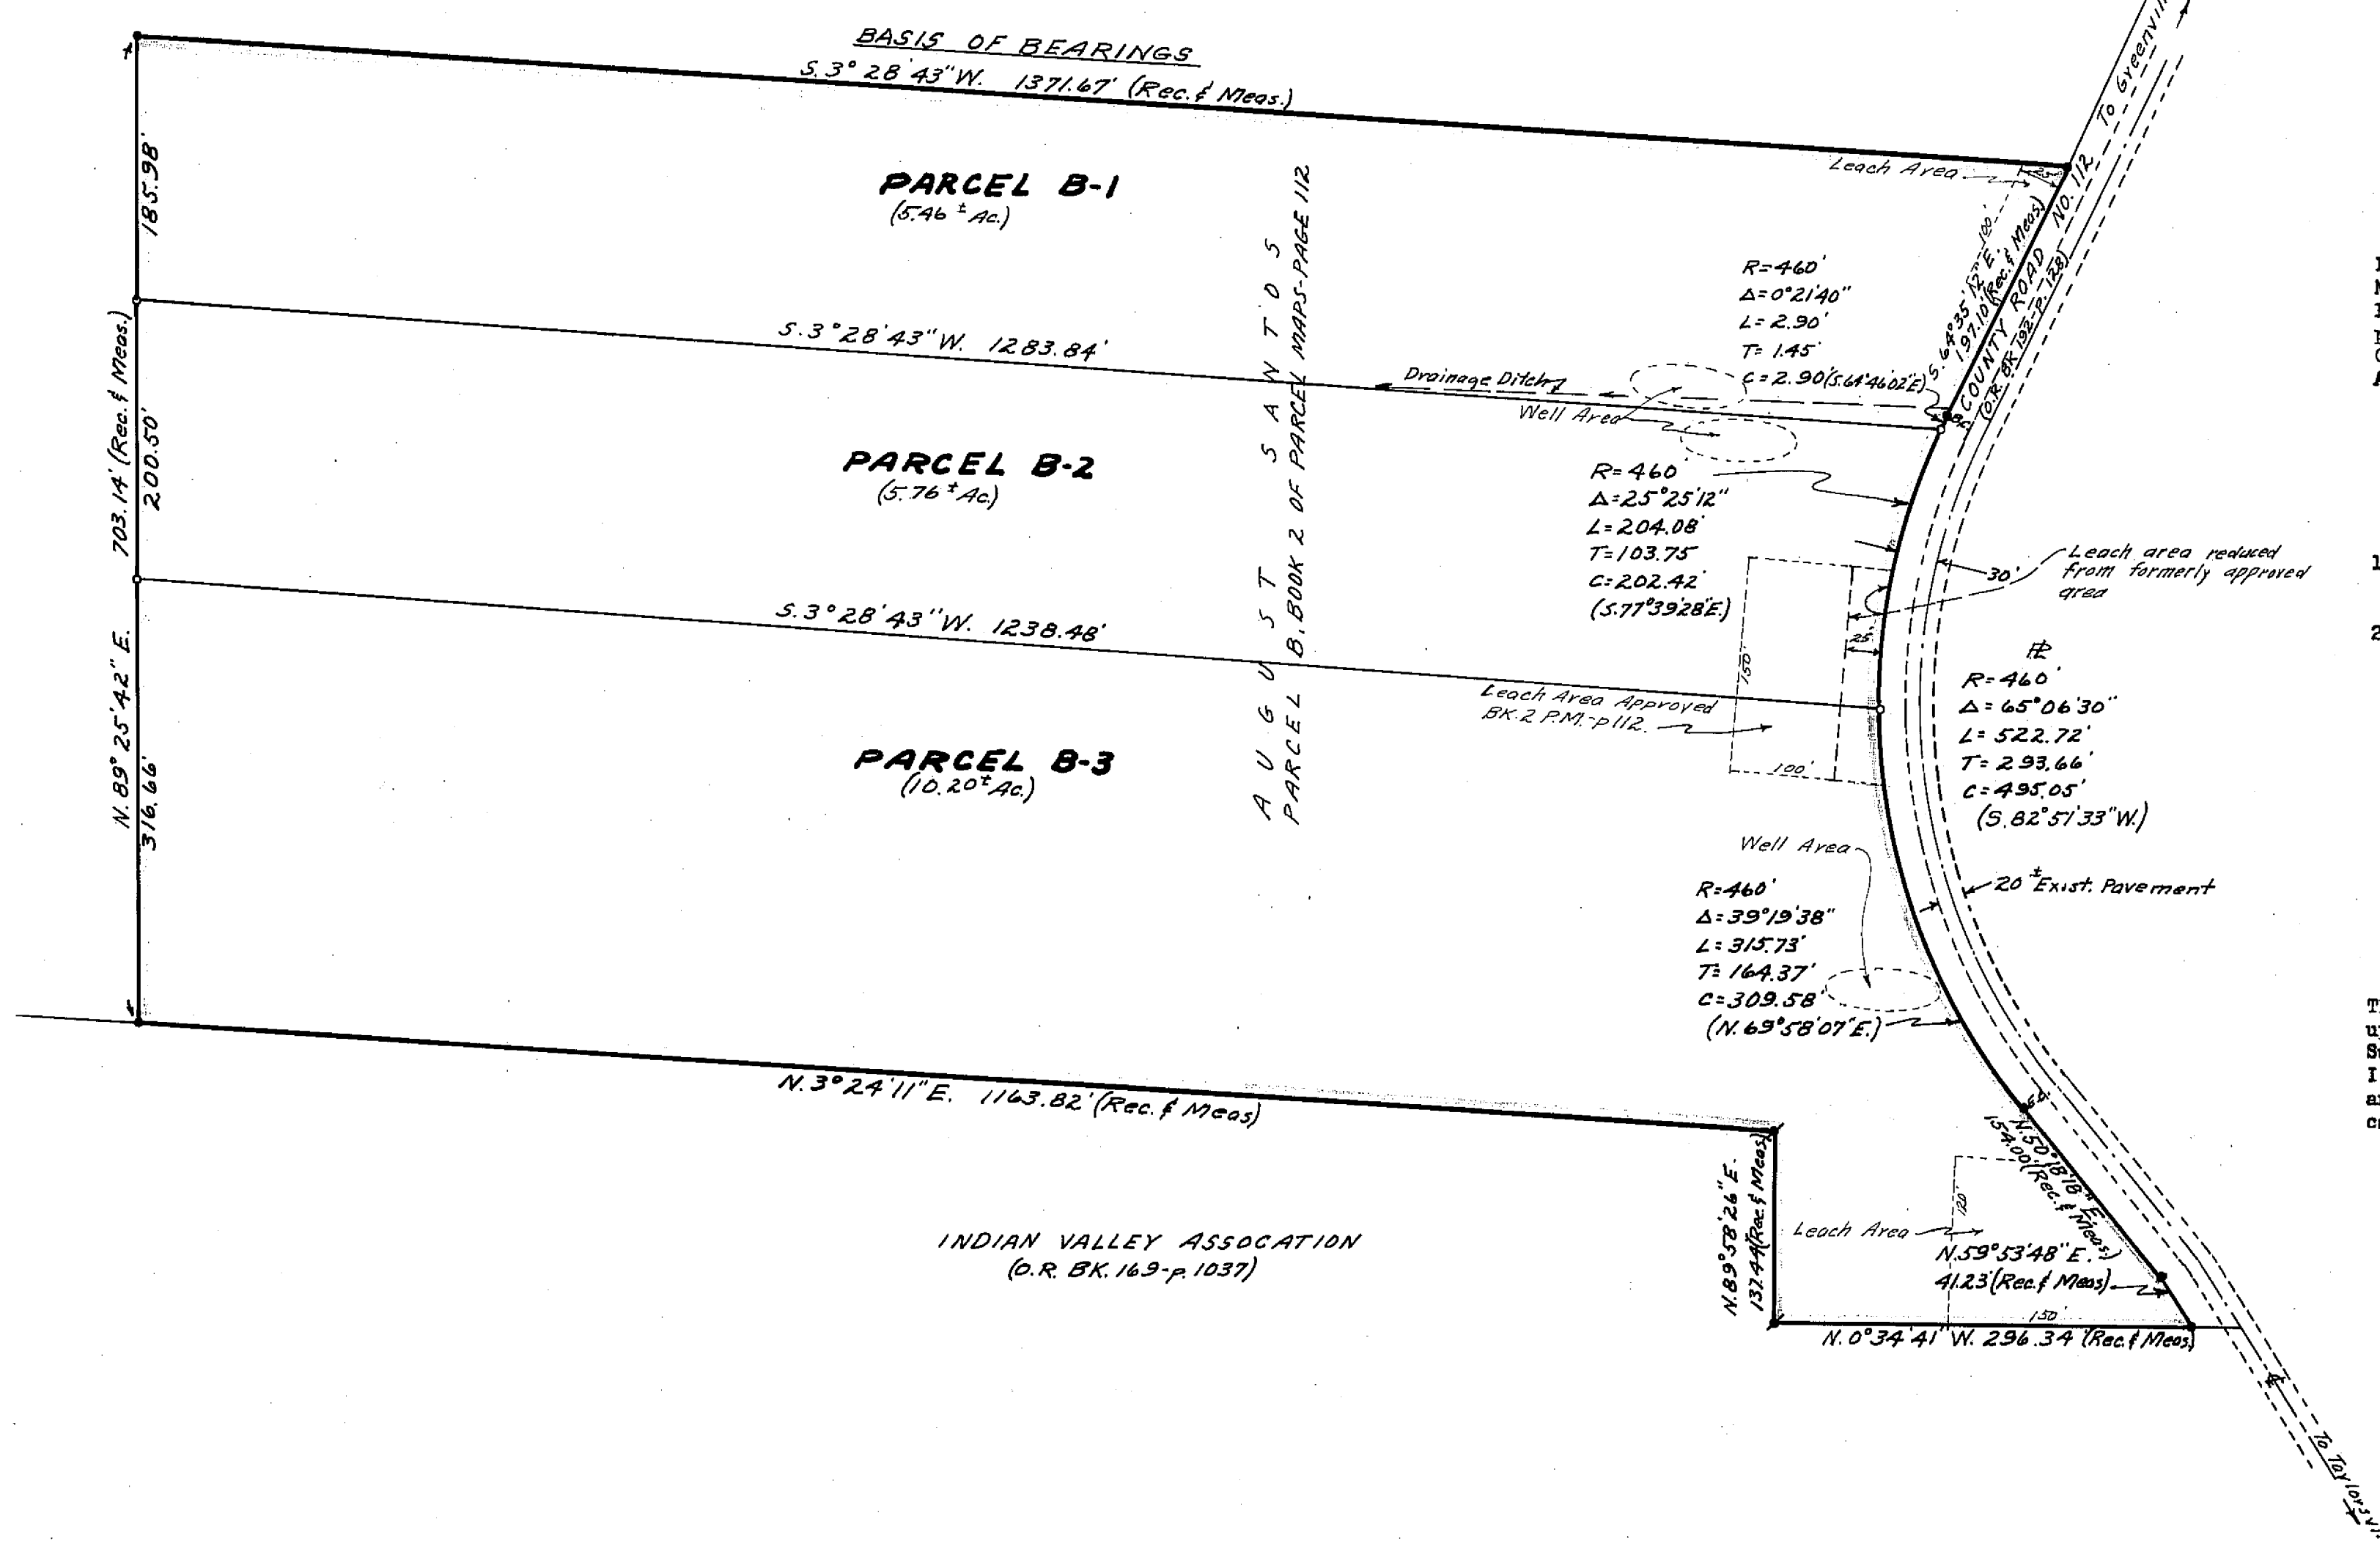 BASIS OF BEARINGS
S. 3° 28' 43" W. 1371.67' (Rec. & Meas.)
185.98'
PARCEL B-1
(5.46 ± Ac.)
Leach Area
25'
100'
S. 64° 35' 12" E.
197.10' (Rec. & Meas)
COUNTY ROAD NO. 112
(O.R. BK 192-P. 128)
R=460'
Δ=0°21'40"
L=2.90'
T=1.45'
C=2.90' (S.64°46'02"E)
B.C.
S. 3° 28' 43" W. 1283.84'
Drainage Ditch
Well Area
N. 89° 25' 42" E. 703.14' (Rec. & Meas.)
200.50'
PARCEL B-2
(5.76 ± Ac.)
AUGUST SANTOS
PARCEL B, BOOK 2 OF PARCEL MAPS-PAGE 112
R=460'
Δ=25°25'12"
L=204.08'
T=103.75
C=202.42'
(S.77°39'28"E.)
30'
Leach area reduced
from formerly approved
area
25'
150'
100'
S. 3° 28' 43" W. 1238.48'
Leach Area Approved
BK. 2 P.M.-p 112.
R=460'
Δ=65°06'30"
L=522.72'
T=293.66'
C=495.05'
(S. 82°51'33" W.)
316.66'
PARCEL B-3
(10.20 ± Ac.)
Well Area
20' ± Exist. Pavement
R=460'
Δ=39°19'38"
L=315.73'
T=164.37'
C=309.58'
(N. 69°58'07" E.)
N. 3° 24' 11" E. 1163.82' (Rec. & Meas)
N. 89° 58' 26" E.
137.44' (Rec. & Meas)
N. 50° 18' 18" E.
154.00' (Rec. & Meas.)
120'
Leach Area
N. 59° 53' 48" E.
41.23' (Rec. & Meas)
150'
N. 0° 34' 41" W. 296.34' (Rec. & Meas.)
INDIAN VALLEY ASSOCATION
(O.R. BK. 169-p. 1037)